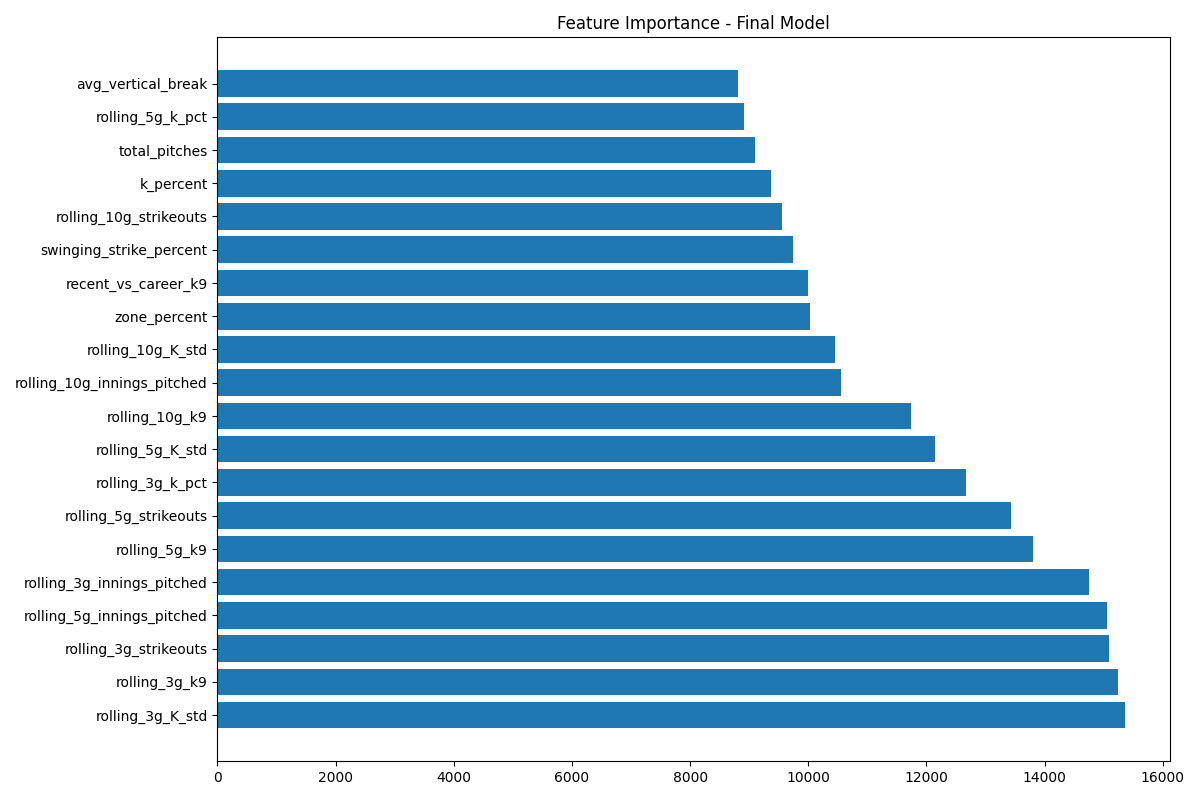 Feature Importance - Final Model
avg_vertical_break
rolling_5g_k_pct
total_pitches
k_percent
rolling_10g_strikeouts
swinging_strike_percent
recent_vs_career_k9
zone_percent
rolling_10g_K_std
rolling_10g_innings_pitched
rolling_10g_k9
rolling_5g_K_std
rolling_3g_k_pct
rolling_5g_strikeouts
rolling_5g_k9
rolling_3g_innings_pitched
rolling_5g_innings_pitched
rolling_3g_strikeouts
rolling_3g_k9
rolling_3g_K_std
0 2000 4000 6000 8000 10000 12000 14000 16000